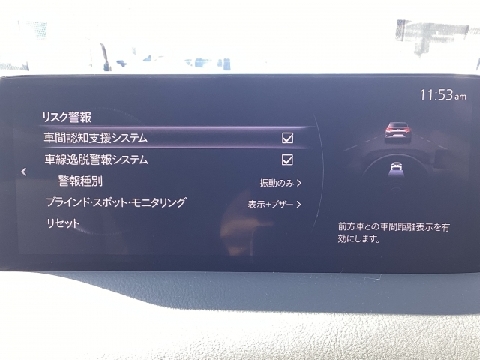 11:53am
リスク警報
車間認知支援システム
車線逸脱警報システム
警報種別 振動のみ
ブラインド・スポット・モニタリング 表示+ブザー
リセット
前方車との車間距離表示を有
効にします。